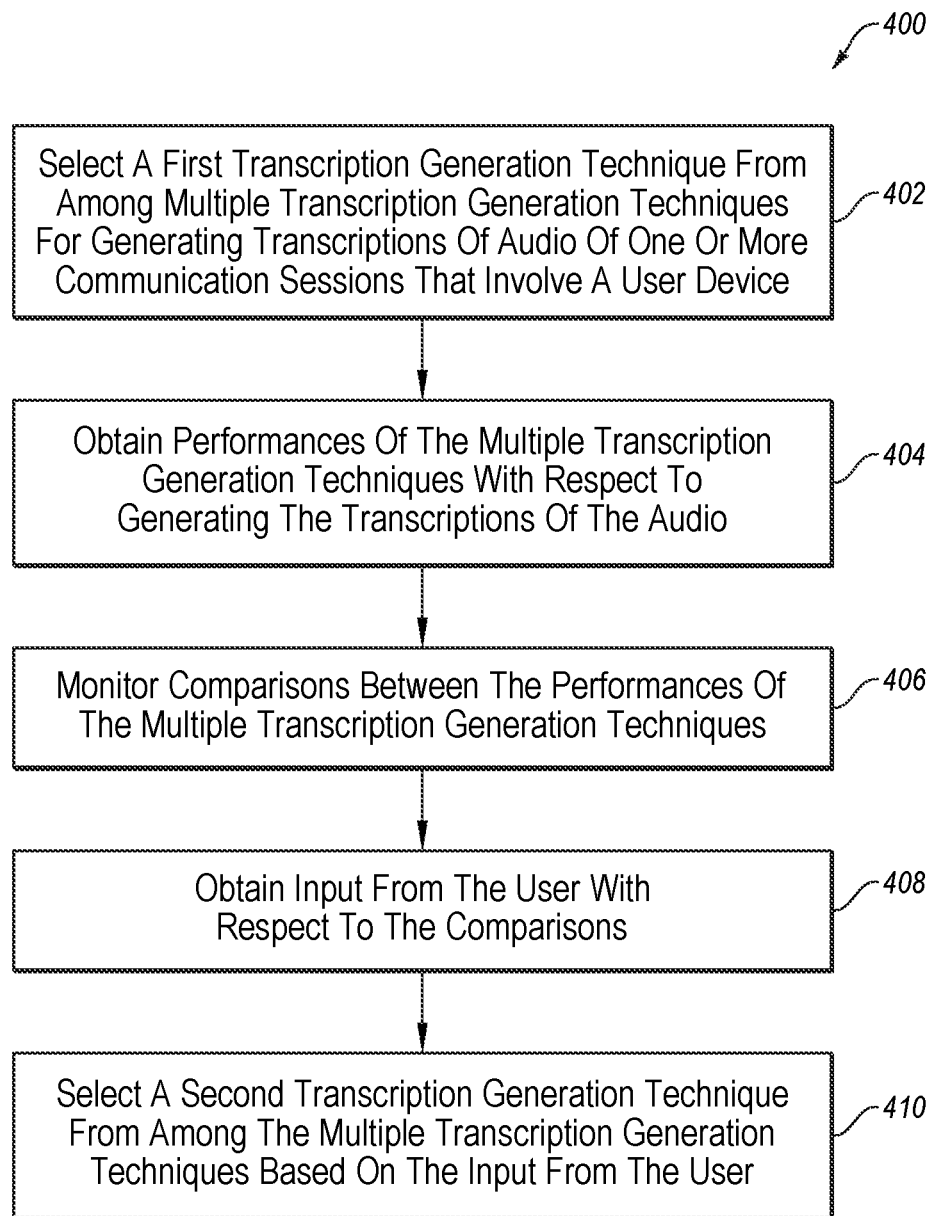 400
Select A First Transcription Generation Technique From
Among Multiple Transcription Generation Techniques
For Generating Transcriptions Of Audio Of One Or More
Communication Sessions That Involve A User Device
402
Obtain Performances Of The Multiple Transcription
Generation Techniques With Respect To
Generating The Transcriptions Of The Audio
404
Monitor Comparisons Between The Performances Of
The Multiple Transcription Generation Techniques
406
Obtain Input From The User With
Respect To The Comparisons
408
Select A Second Transcription Generation Technique
From Among The Multiple Transcription Generation
Techniques Based On The Input From The User
410